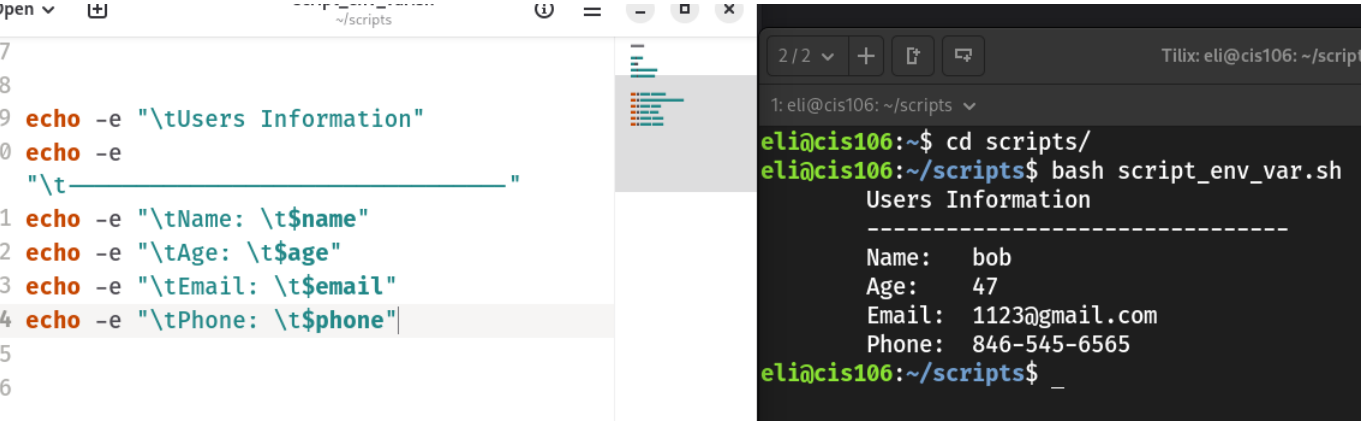 Open
~/scripts
7
8
9 echo -e "\tUsers Information"
0 echo -e
"\t--------------------------------"
1 echo -e "\tName: \t$name"
2 echo -e "\tAge: \t$age"
3 echo -e "\tEmail: \t$email"
4 echo -e "\tPhone: \t$phone"
5
6
2/2
Tilix: eli@cis106: ~/script
1: eli@cis106: ~/scripts
eli@cis106:~$ cd scripts/
eli@cis106:~/scripts$ bash script_env_var.sh
Users Information
--------------------------------
Name: bob
Age: 47
Email: 1123@gmail.com
Phone: 846-545-6565
eli@cis106:~/scripts$ _